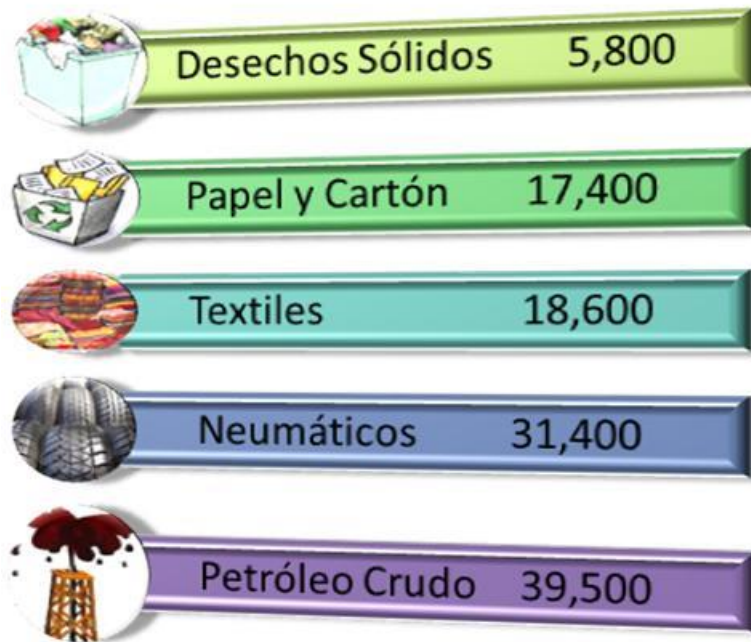 Desechos Sólidos 5,800
Papel y Cartón 17,400
Textiles 18,600
Neumáticos 31,400
Petróleo Crudo 39,500